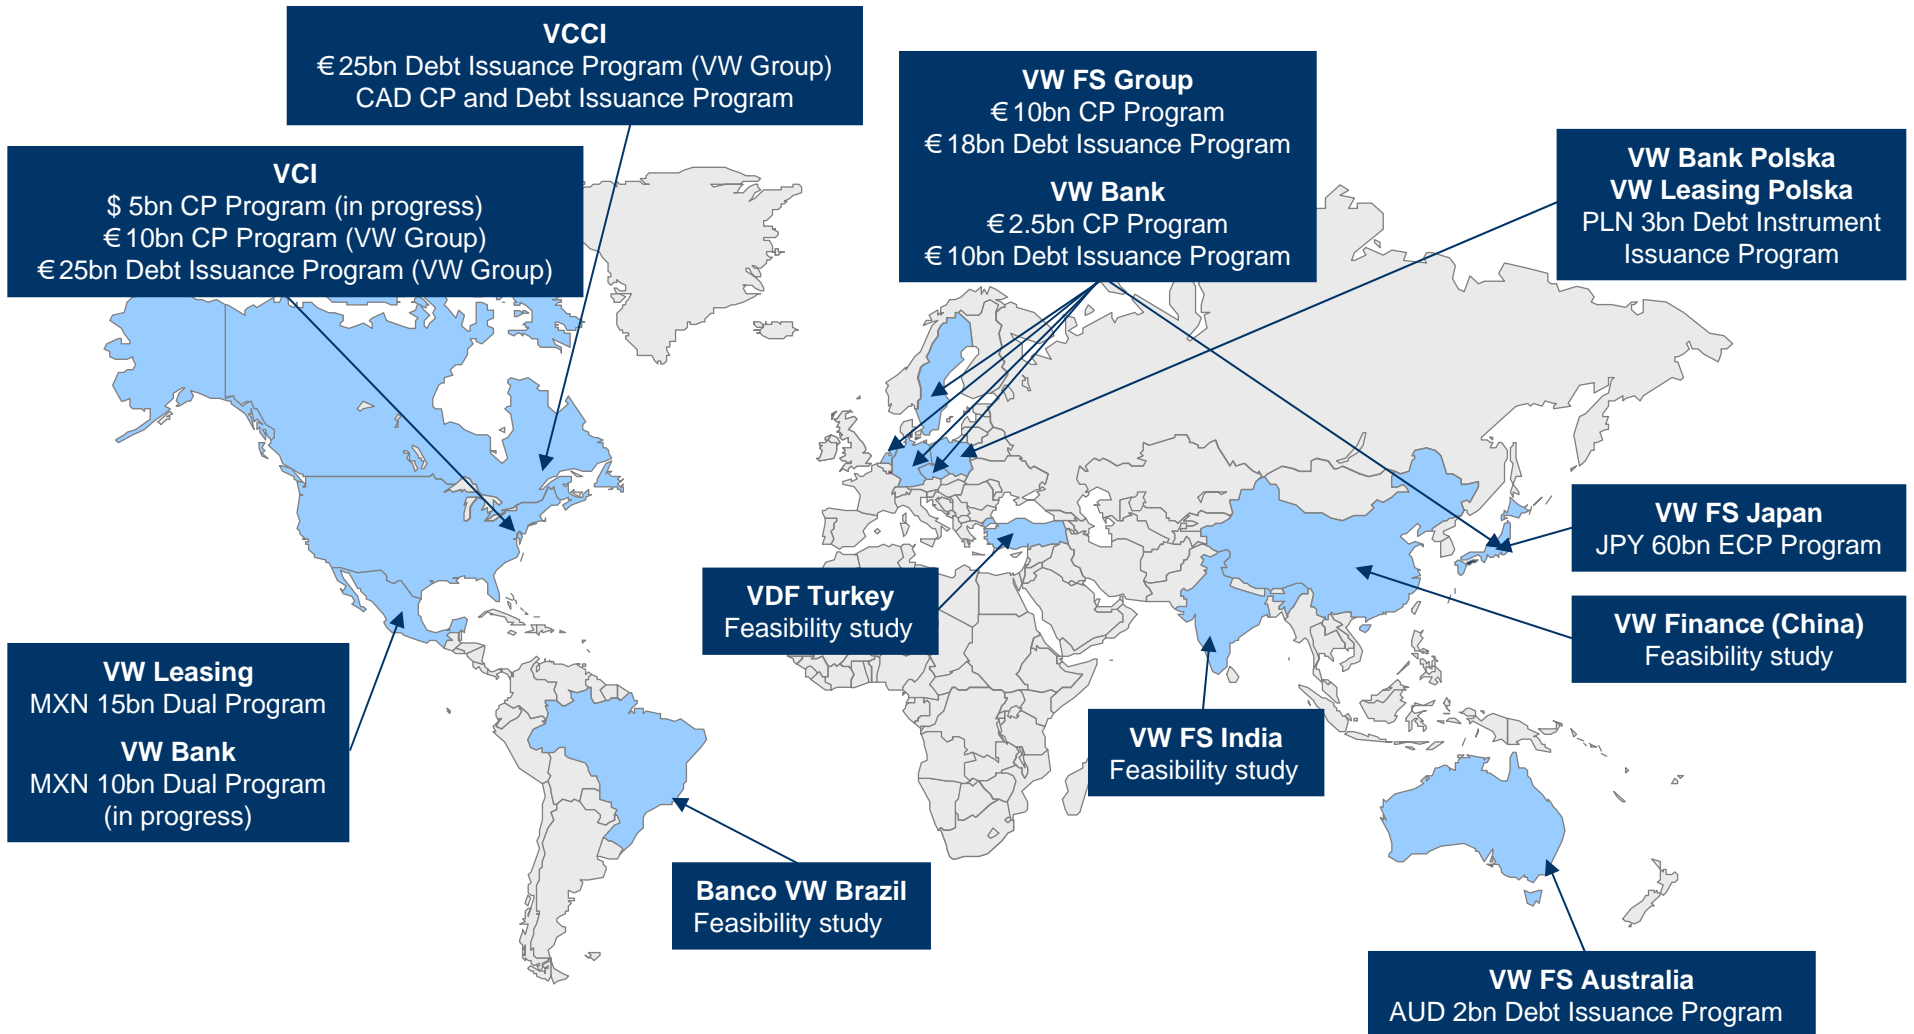 VCCI
€25bn Debt Issuance Program (VW Group)
CAD CP and Debt Issuance Program
VCI
$ 5bn CP Program (in progress)
€10bn CP Program (VW Group)
€25bn Debt Issuance Program (VW Group)
VW FS Group
€10bn CP Program
€18bn Debt Issuance Program
VW Bank
€2.5bn CP Program
€10bn Debt Issuance Program
VW Bank Polska
VW Leasing Polska
PLN 3bn Debt Instrument
Issuance Program
VW FS Japan
JPY 60bn ECP Program
VDF Turkey
Feasibility study
VW Finance (China)
Feasibility study
VW Leasing
MXN 15bn Dual Program
VW Bank
MXN 10bn Dual Program
(in progress)
VW FS India
Feasibility study
Banco VW Brazil
Feasibility study
VW FS Australia
AUD 2bn Debt Issuance Program